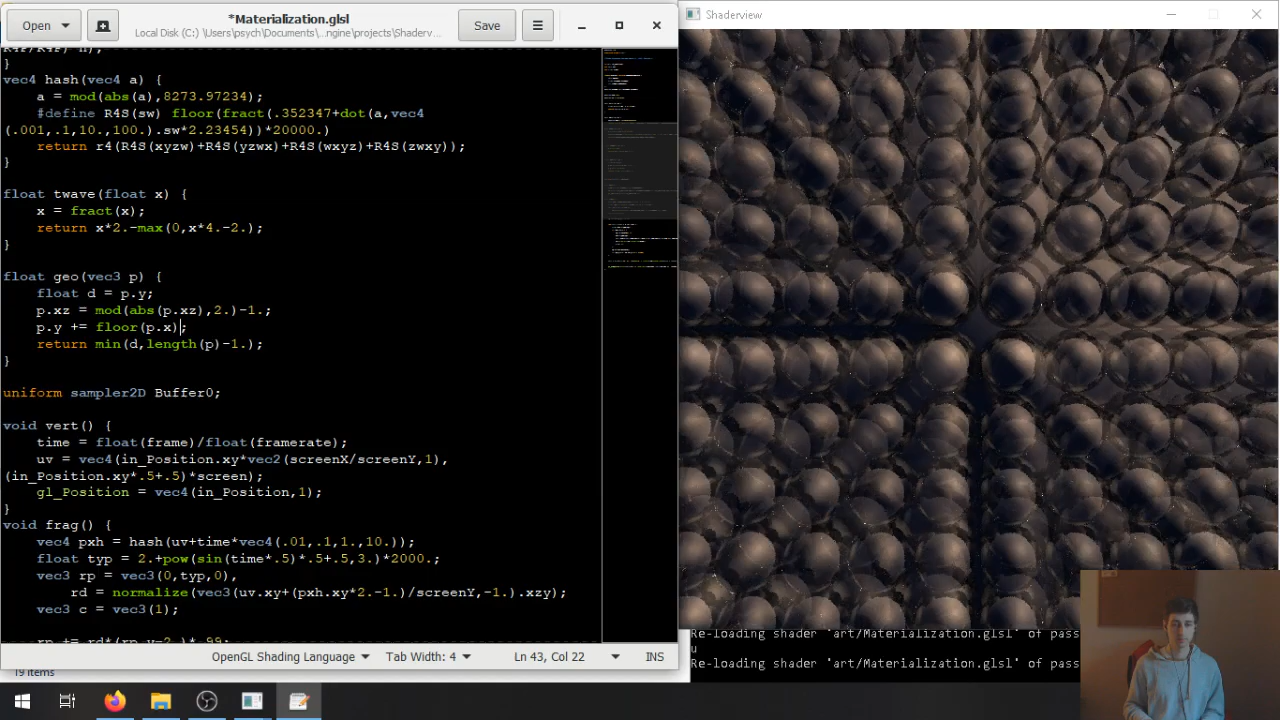 Open
*Materialization.glsl
Local Disk (C:) \Users\psych\Documents\...ngine\projects\Shaderv...
Save
Shaderview
}
vec4 hash(vec4 a) {
a = mod(abs(a),8273.97234);
#define R4S(sw) floor(fract(.352347+dot(a,vec4
(.001,.1,10.,100.).sw*2.23454))*20000.)
return r4(R4S(xyzw)+R4S(yzwx)+R4S(wxyz)+R4S(zwxy));
}
float twave(float x) {
x = fract(x);
return x*2.-max(0,x*4.-2.);
}
float geo(vec3 p) {
float d = p.y;
p.xz = mod(abs(p.xz),2.)-1.;
p.y += floor(p.x);
return min(d,length(p)-1.);
}
uniform sampler2D Buffer0;
void vert() {
time = float(frame)/float(framerate);
uv = vec4(in_Position.xy*vec2(screenX/screenY,1),
(in_Position.xy*.5+.5)*screen);
gl_Position = vec4(in_Position,1);
}
void frag() {
vec4 pxh = hash(uv+time*vec4(.01,.1,1.,10.));
float typ = 2.+pow(sin(time*.5)*.5+.5,3.)*2000.;
vec3 rp = vec3(0,typ,0),
rd = normalize(vec3(uv.xy+(pxh.xy*2.-1.)/screenY,-1.).xzy);
vec3 c = vec3(1);
OpenGL Shading Language
Tab Width: 4
Ln 43, Col 22
INS
19 items
Re-loading shader 'art/Materialization.glsl' of pass
u
Re-loading shader 'art/Materialization.glsl' of pass